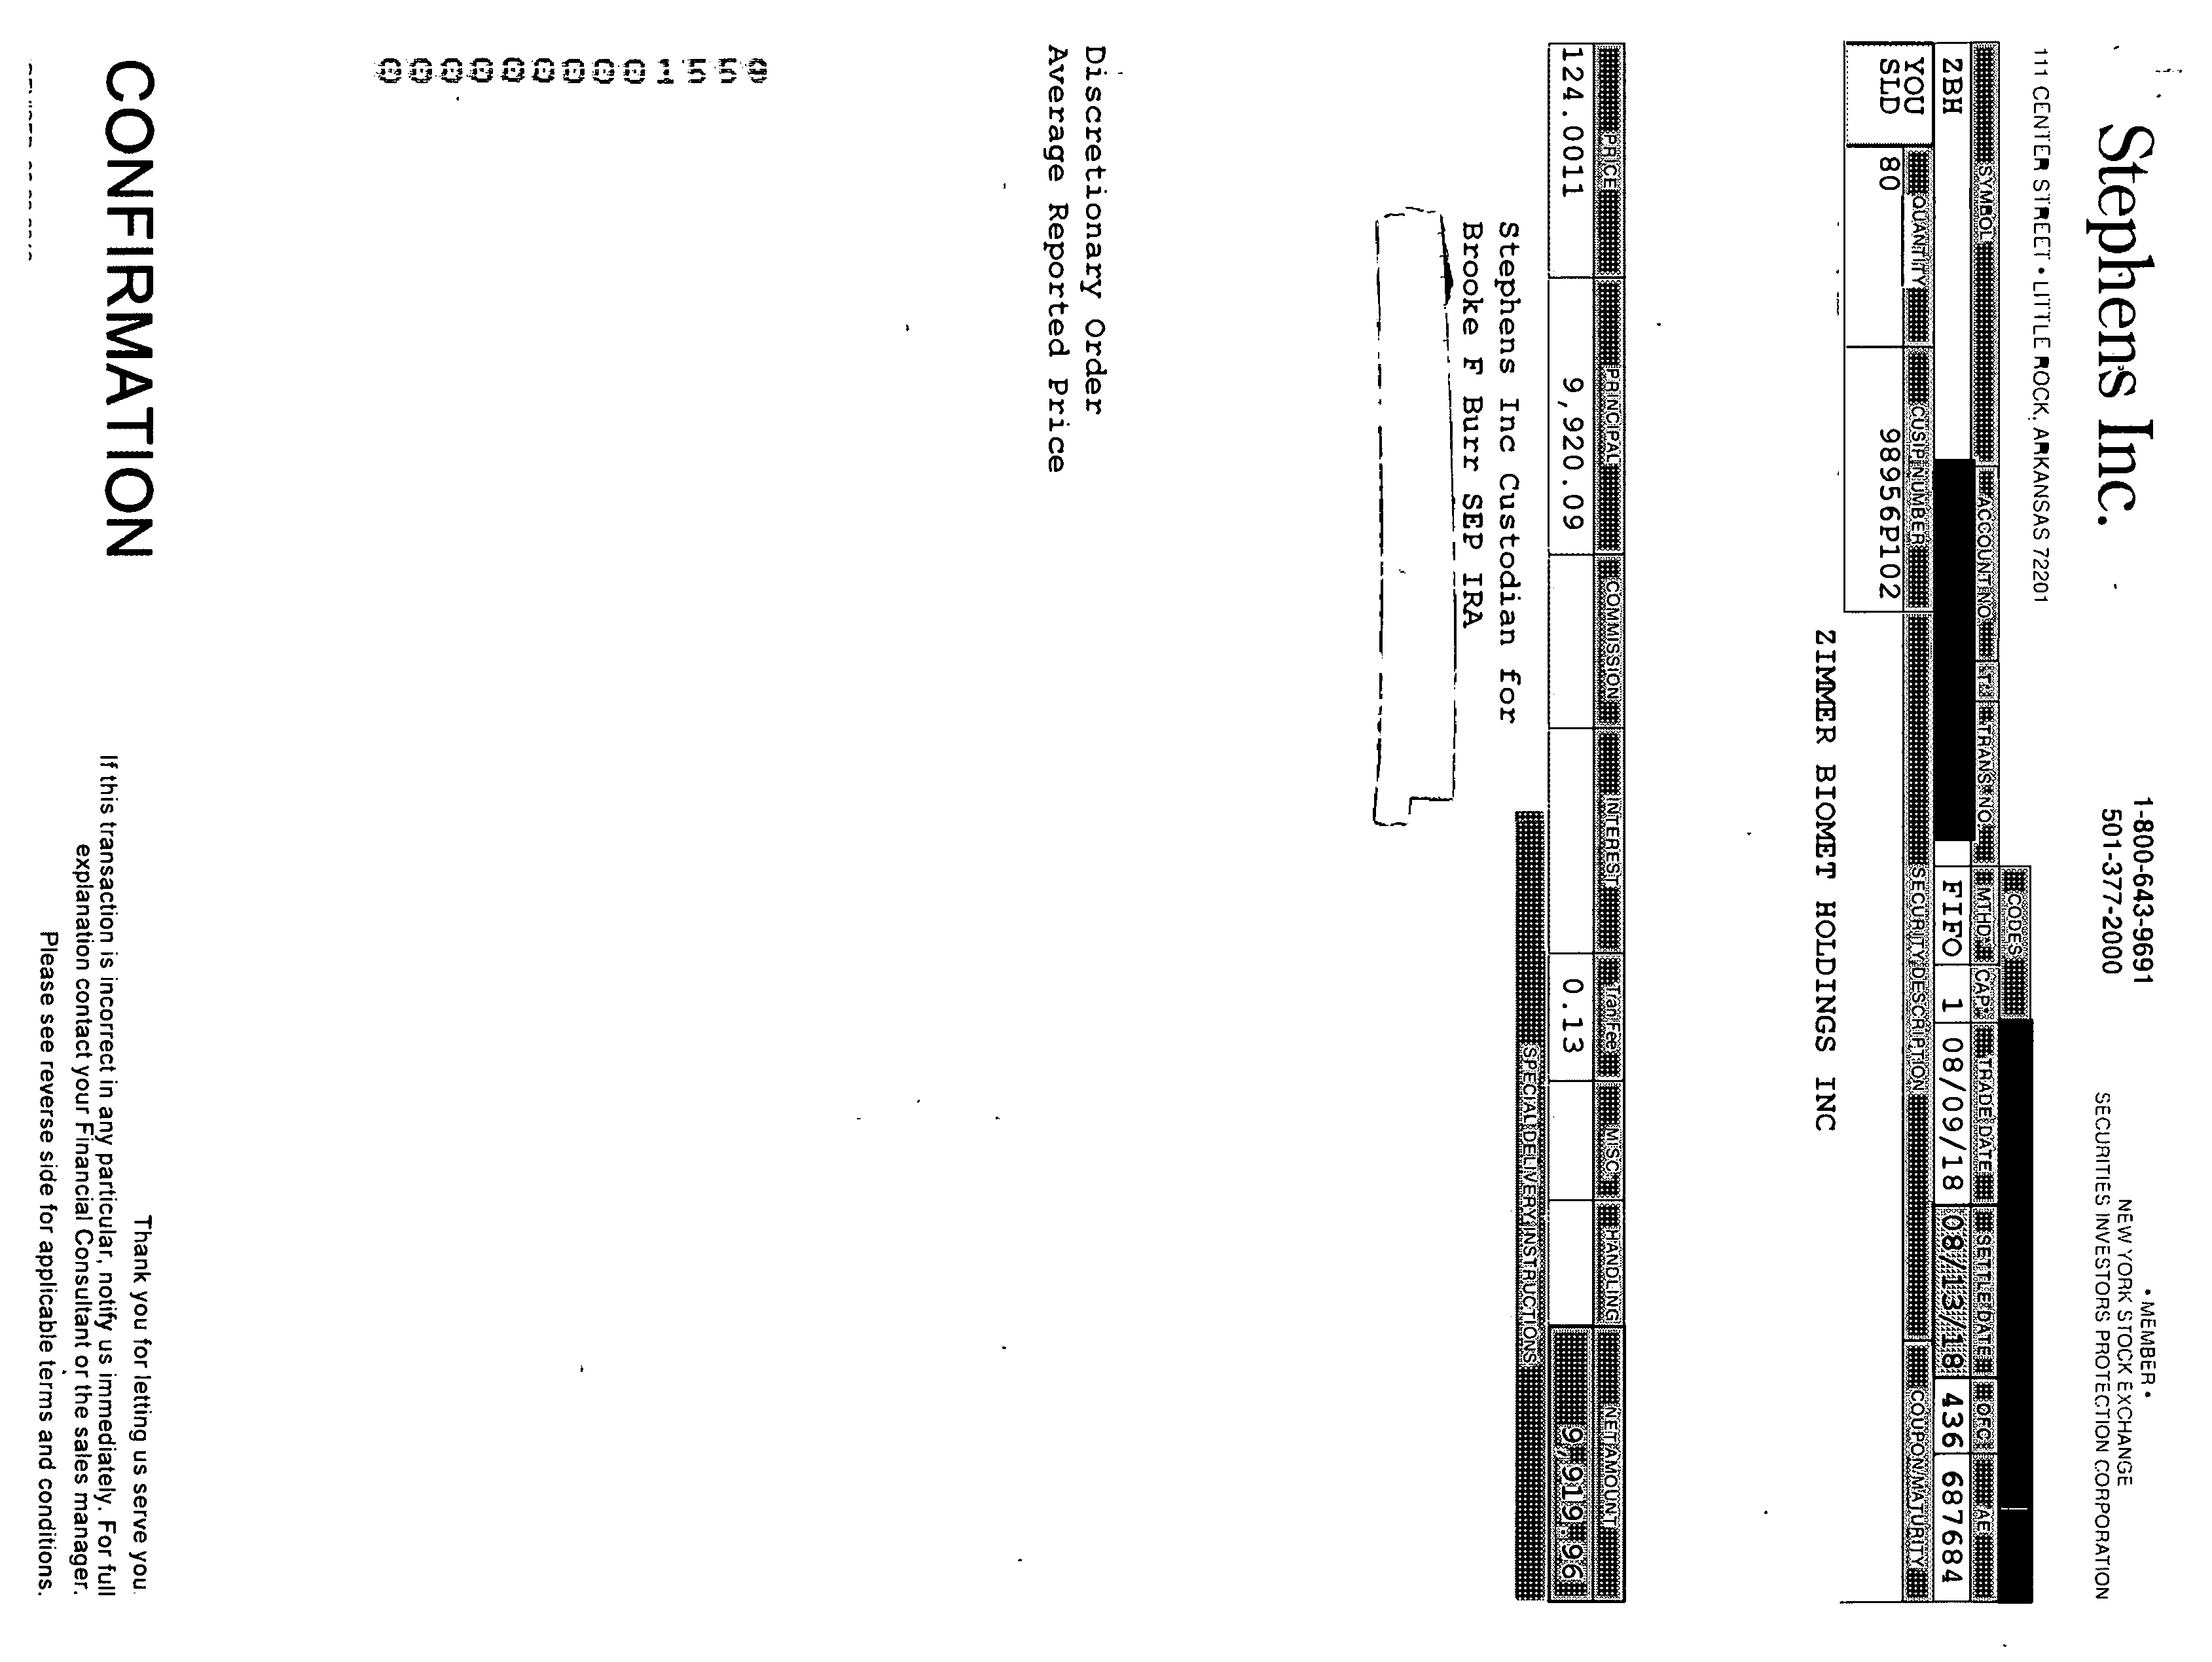 Stephens Inc.
1-800-643-9691
501-377-2000
• MEMBER •
NEW YORK STOCK EXCHANGE
SECURITIES INVESTORS PROTECTION CORPORATION
111 CENTER STREET • LITTLE ROCK, ARKANSAS 72201
CODES
SYMBOL ACCOUNT NO T TRANS NO MTHD CAP TRADE DATE SETTLE DATE OFC AE
ZBH FIFO 1 08/09/18 08/13/18 436 687684
YOU SLD
QUANTITY CUSIP NUMBER SECURITY DESCRIPTION COUPON/MATURITY
80 98956P102
ZIMMER BIOMET HOLDINGS INC
PRICE PRINCIPAL COMMISSION INTEREST Tran Fee MISC HANDLING NET AMOUNT
124.0011 9,920.09 0.13 9,919.96
SPECIAL DELIVERY INSTRUCTIONS
Stephens Inc Custodian for
Brooke F Burr SEP IRA
Discretionary Order
Average Reported Price
CONFIRMATION
Thank you for letting us serve you.
If this transaction is incorrect in any particular, notify us immediately. For full
explanation contact your Financial Consultant or the sales manager.
Please see reverse side for applicable terms and conditions.